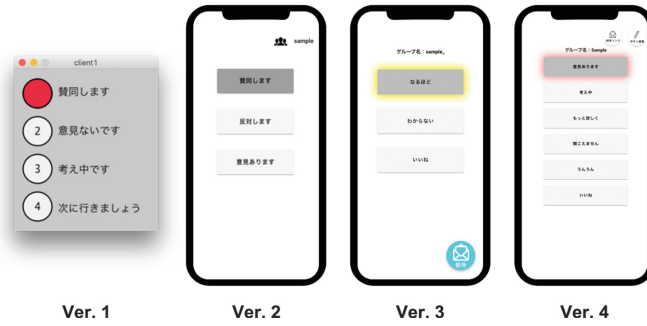 client1
賛同します
2 意見ないです
3 考え中です
4 次に行きましょう
Ver. 1
sample
賛同します
反対します
意見あります
Ver. 2
グループ名：sample_
なるほど
わからない
いいね
招待
Ver. 3
グループ名：Sample
意見あります
考え中
もっと詳しく
聞こえません
うんうん
いいね
Ver. 4